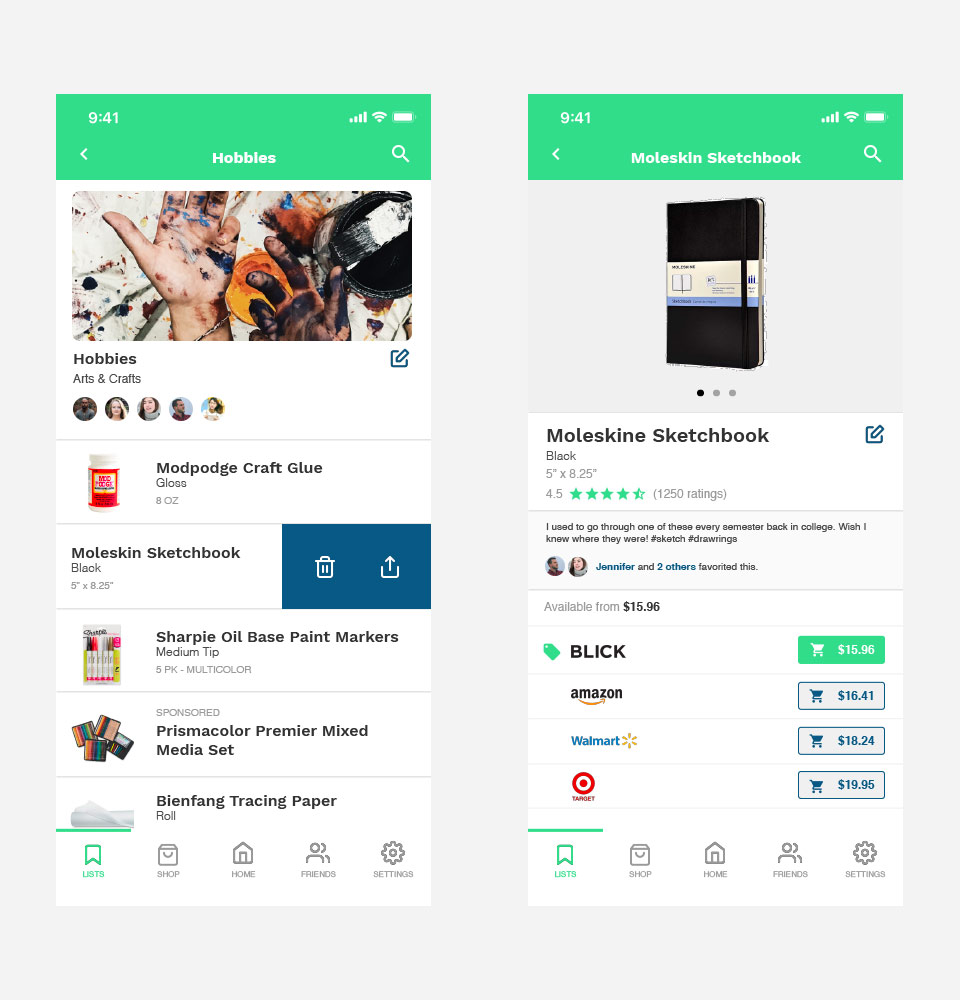 9:41
Hobbies
Hobbies
Arts & Crafts
MOD
PODGE
Modpodge Craft Glue
Gloss
8 OZ
Moleskin Sketchbook
Black
5" x 8.25"
Sharpie
Sharpie Oil Base Paint Markers
Medium Tip
5 PK - MULTICOLOR
SPONSORED
Prismacolor Premier Mixed
Media Set
Bienfang Tracing Paper
Roll
LISTS
SHOP
HOME
FRIENDS
SETTINGS
9:41
Moleskin Sketchbook
MOLESKINE
Sketchbook
Moleskine Sketchbook
Black
5" x 8.25"
4.5
(1250 ratings)
I used to go through one of these every semester back in college. Wish I
knew where they were! #sketch #drawrings
Jennifer and 2 others favorited this.
Available from $15.96
BLICK
$15.96
amazon
$16.41
Walmart
$18.24
TARGET
$19.95
LISTS
SHOP
HOME
FRIENDS
SETTINGS